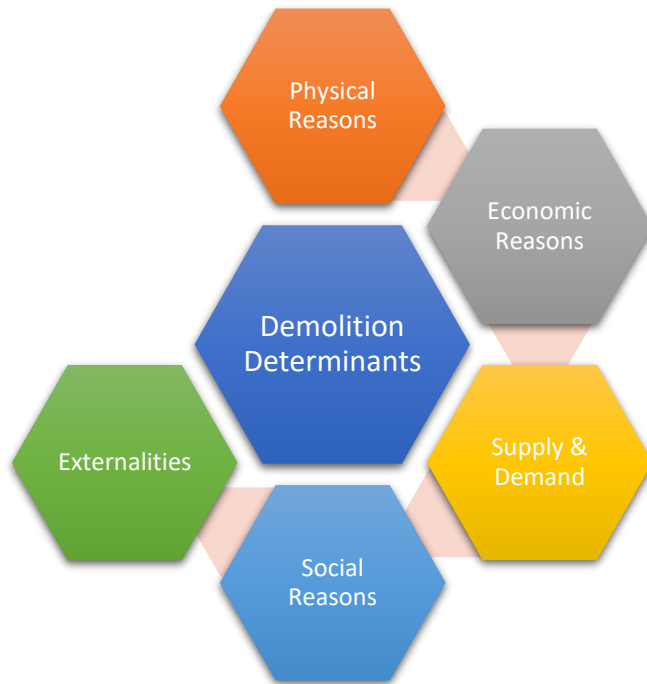 Physical
Reasons
Economic
Reasons
Demolition
Determinants
Supply &
Demand
Externalities
Social
Reasons